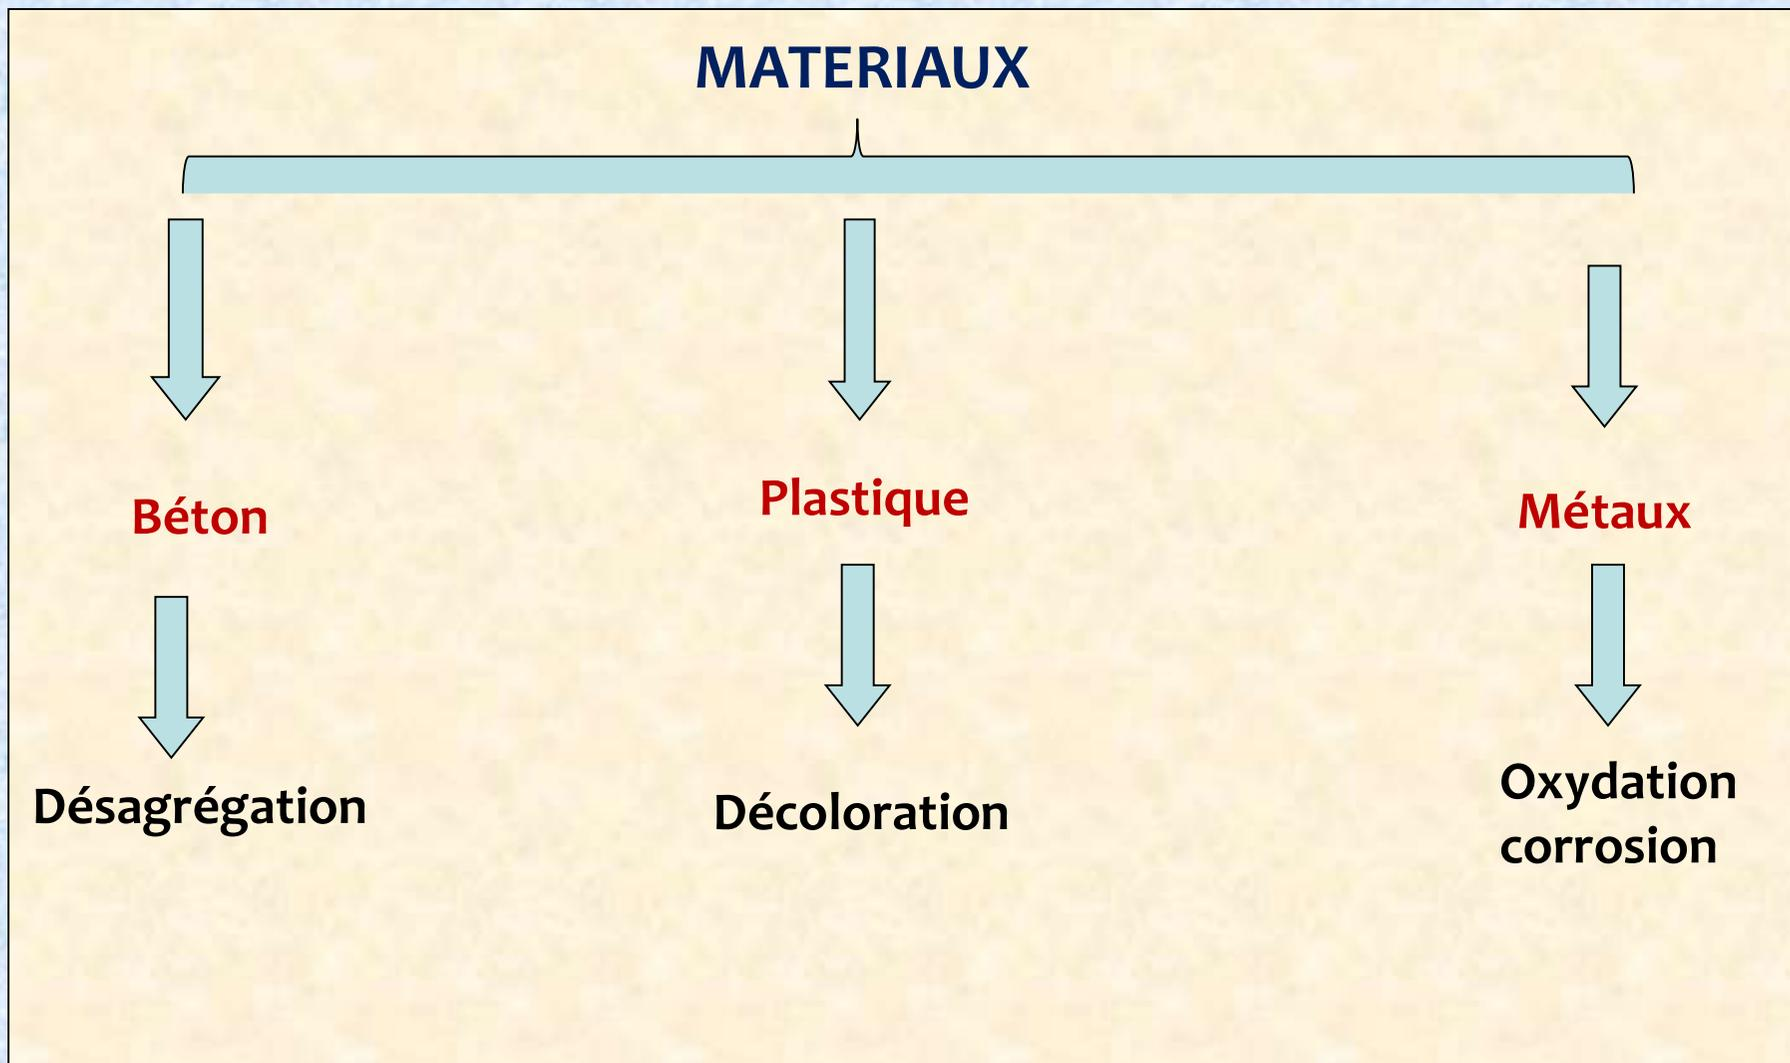 MATERIAUX
Béton
Plastique
Métaux
Désagrégation
Décoloration
Oxydation
corrosion